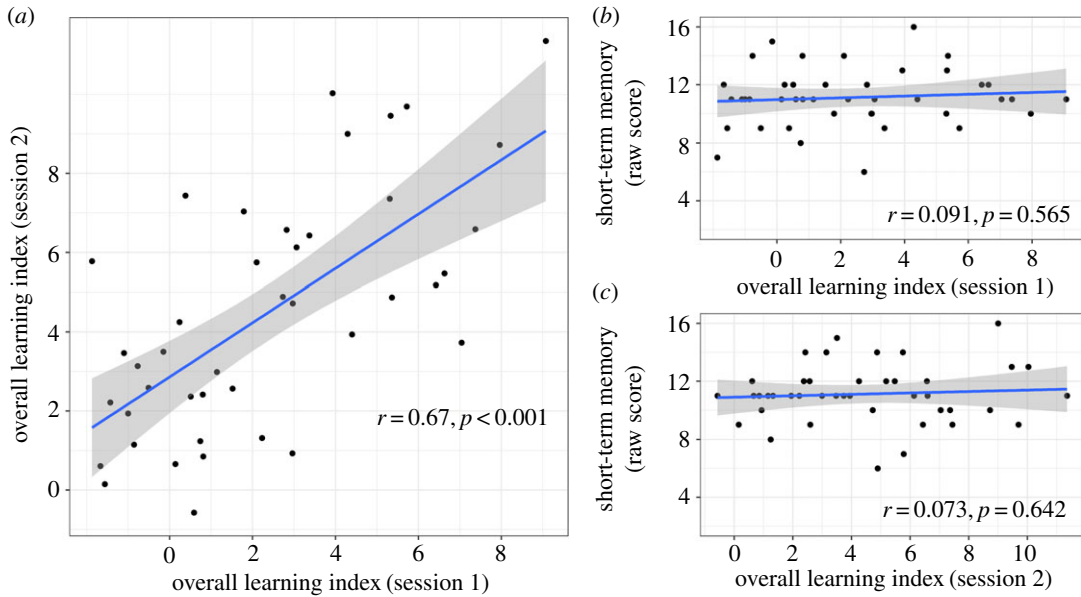 (a)
overall learning index (session 2)
8
6
4
2
0
r = 0.67, p < 0.001
0 2 4 6 8
overall learning index (session 1)
(b)
short-term memory
(raw score)
16
12
8
4
r = 0.091, p = 0.565
0 2 4 6 8
overall learning index (session 1)
(c)
short-term memory
(raw score)
16
12
8
4
r = 0.073, p = 0.642
0 2 4 6 8 10
overall learning index (session 2)